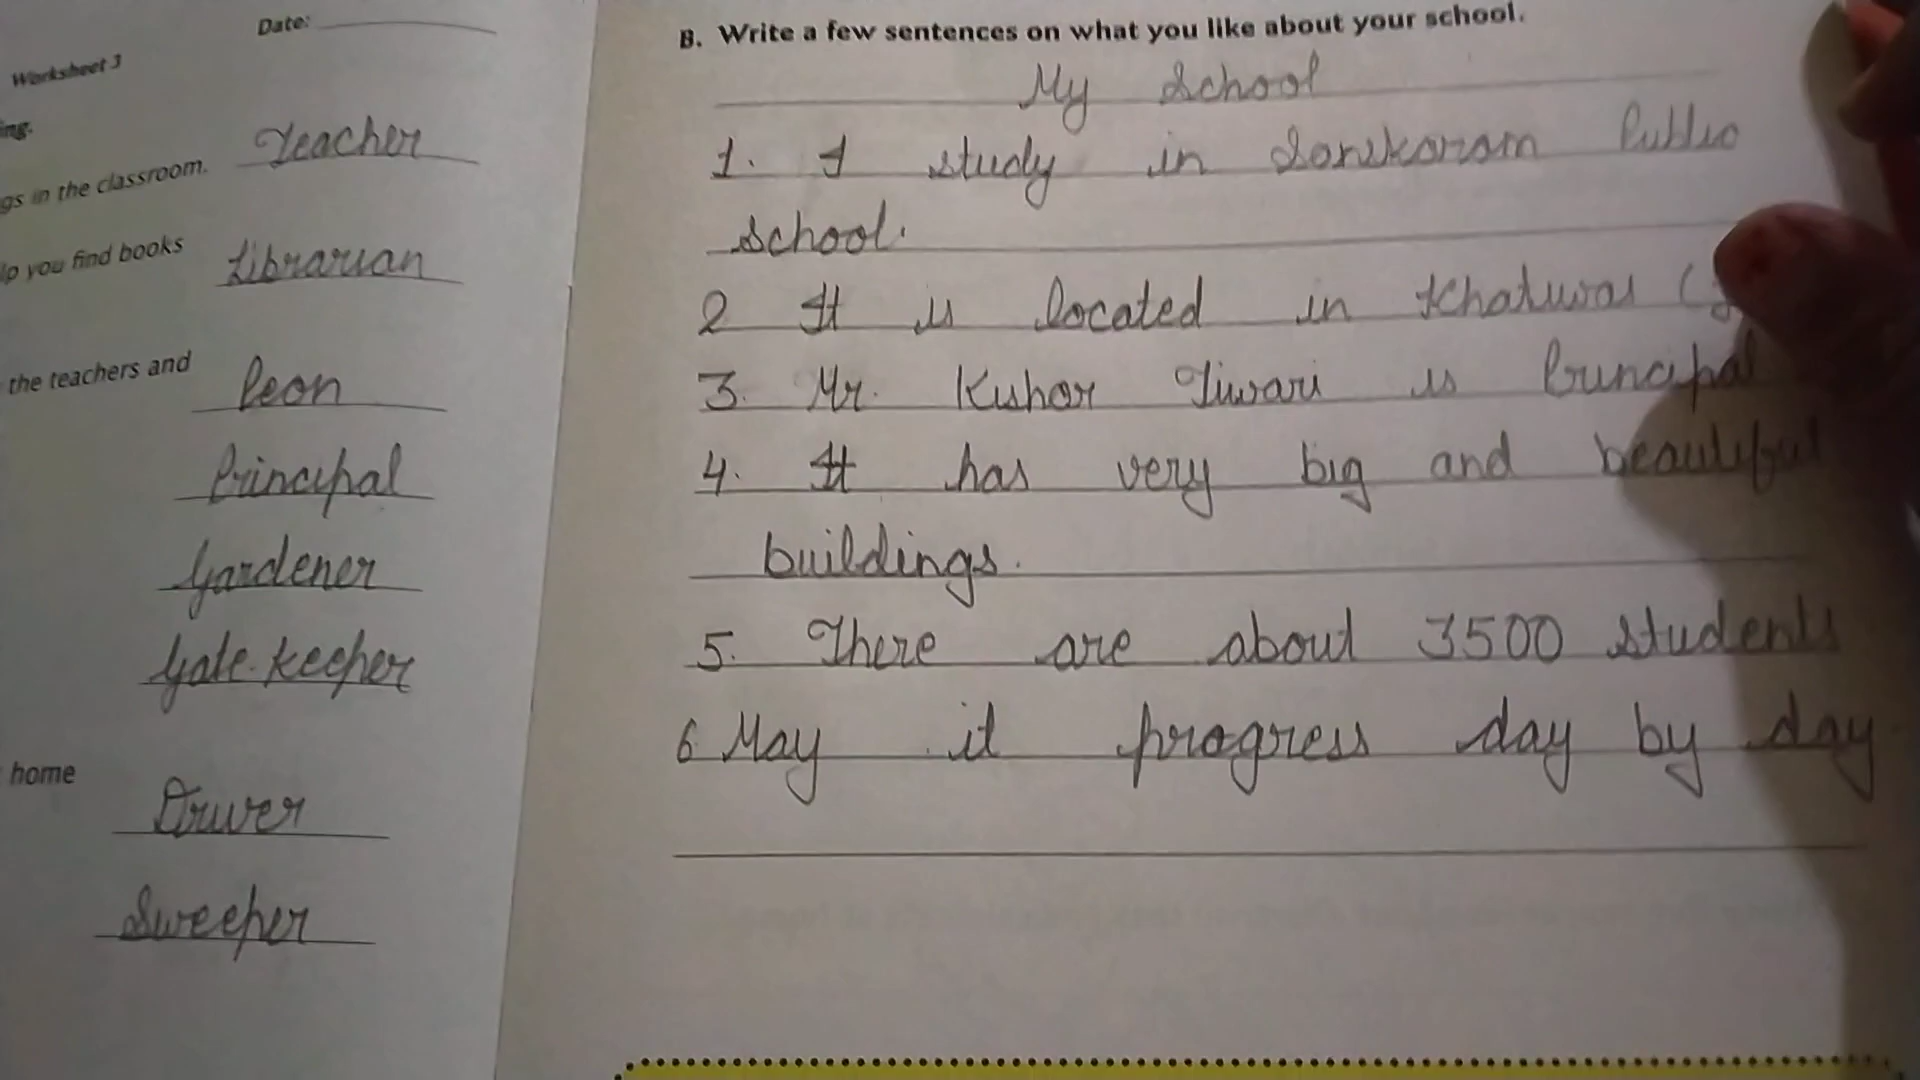 Date:
Worksheet 3
ing.
gs in the classroom. Teacher
lp you find books Librarian
the teachers and Peon
Principal
Gardener
Gate-keeper
home
Driver
Sweeper
B. Write a few sentences on what you like about your school.
My School
1. I study in Public
School.
2 It is located in (
3. Mr. Kishor Tiwari is Principal
4. It has very big and beautiful
buildings.
5. There are about 3500 students
6. May it progress day by day